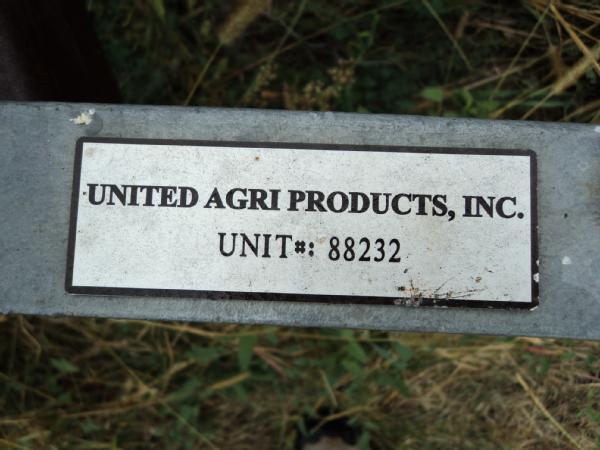 UNITED AGRI PRODUCTS, INC.
UNIT#: 88232